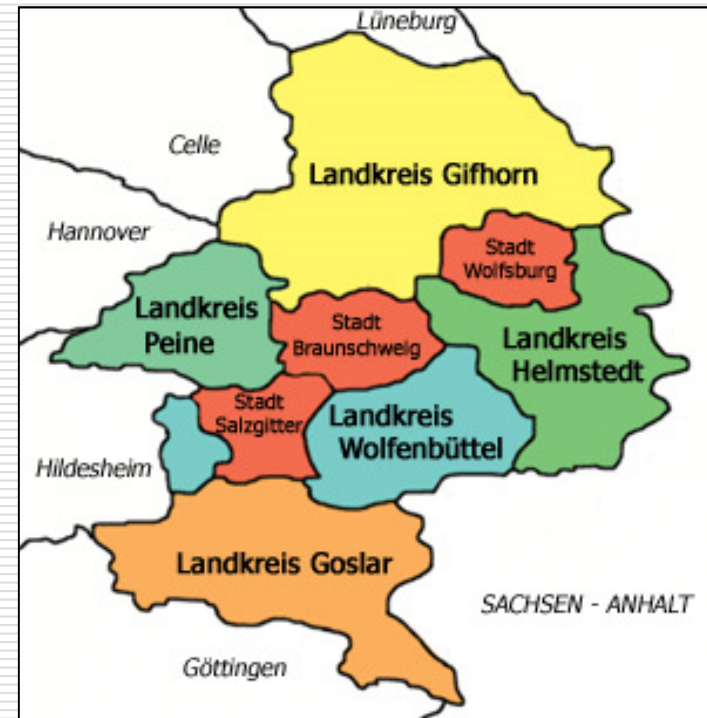 Lüneburg
Celle
Landkreis Gifhorn
Hannover
Stadt
Wolfsburg
Landkreis
Peine
Stadt
Braunschweig
Landkreis
Helmstedt
Stadt
Salzgitter
Landkreis
Wolfenbüttel
Hildesheim
Landkreis Goslar
SACHSEN - ANHALT
Göttingen